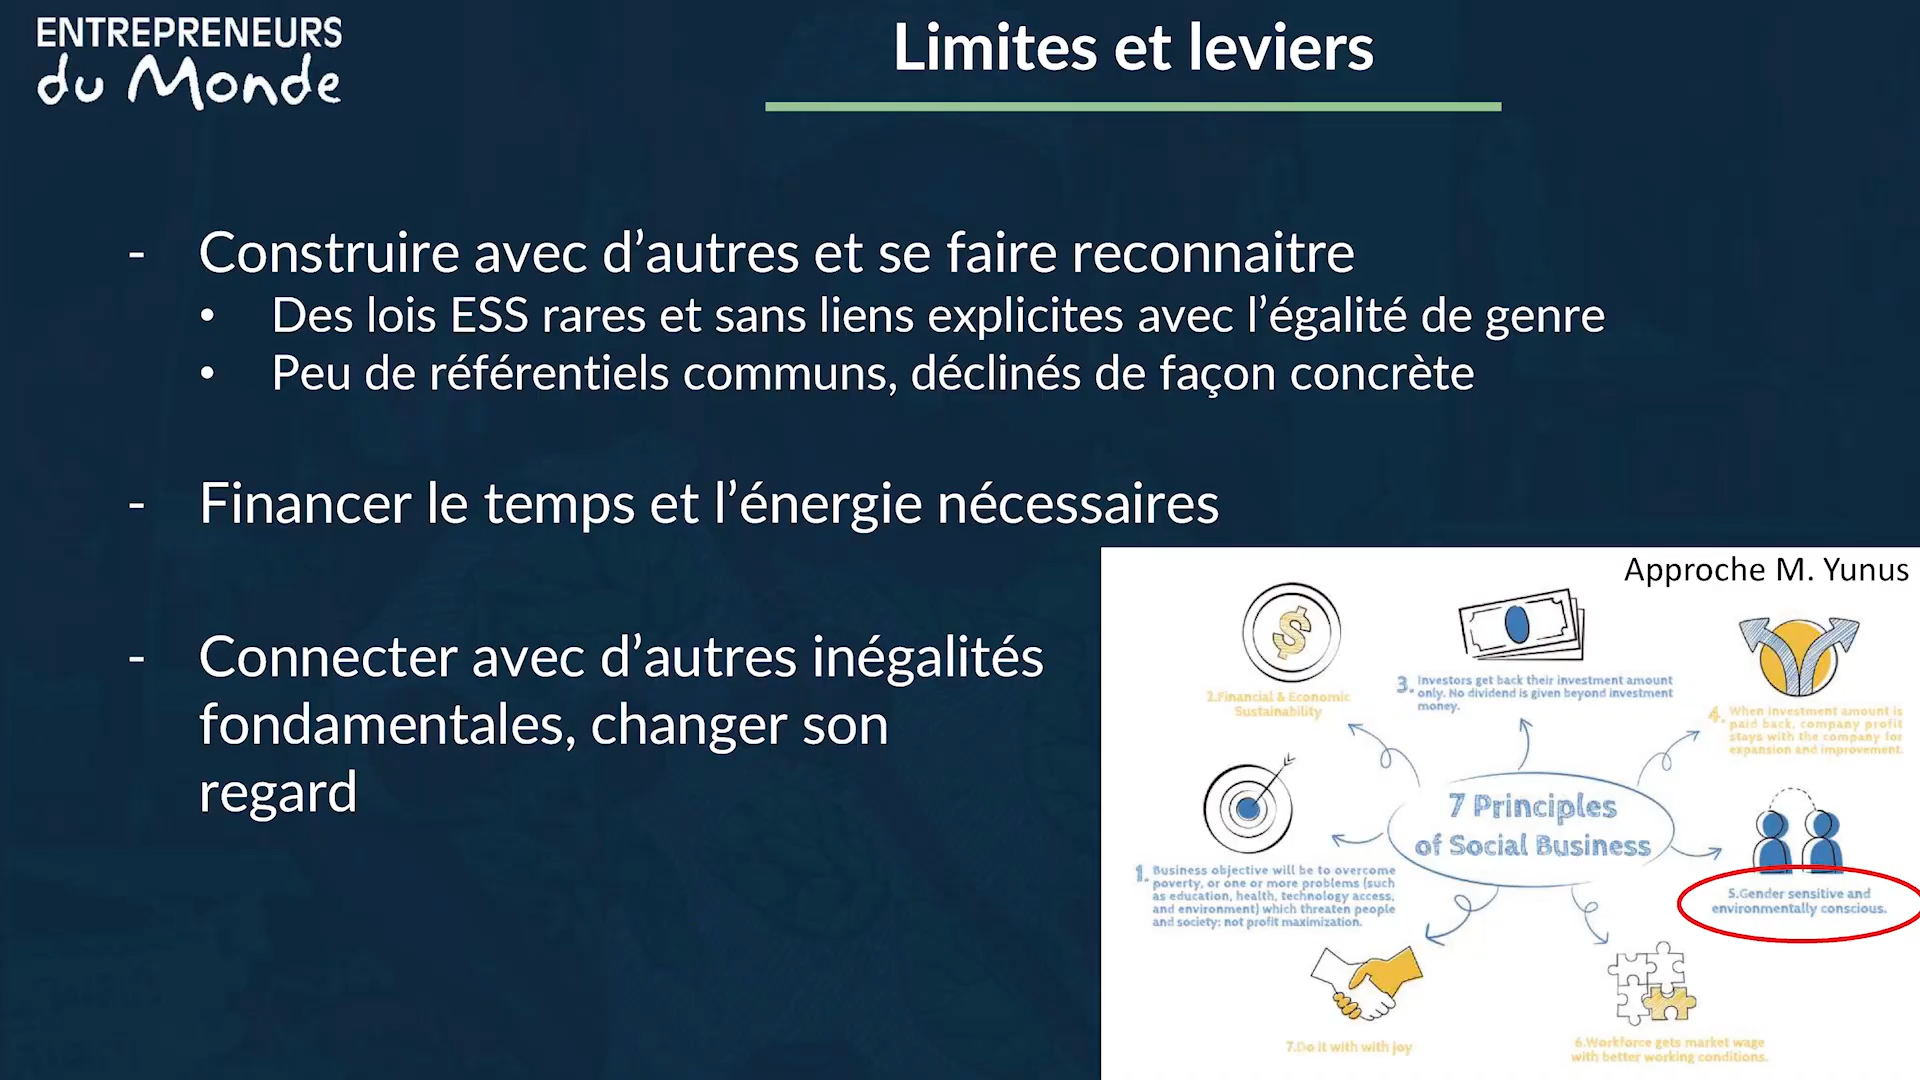 ENTREPRENEURS
du Monde
Limites et leviers
- Construire avec d’autres et se faire reconnaitre
• Des lois ESS rares et sans liens explicites avec l’égalité de genre
• Peu de référentiels communs, déclinés de façon concrète
- Financer le temps et l’énergie nécessaires
- Connecter avec d’autres inégalités
fondamentales, changer son
regard
Approche M. Yunus
2.Financial & Economic
Sustainability
3. Investors get back their investment amount
only. No dividend is given beyond investment
money.
4. When investment amount is
paid back, company profit
stays with the company for
expansion and improvement.
7 Principles
of Social Business
1. Business objective will be to overcome
poverty, or one or more problems (such
as education, health, technology access,
and environment) which threaten people
and society; not profit maximization.
5.Gender sensitive and
environmentally conscious.
7.Do it with with joy
6.Workforce gets market wage
with better working conditions.